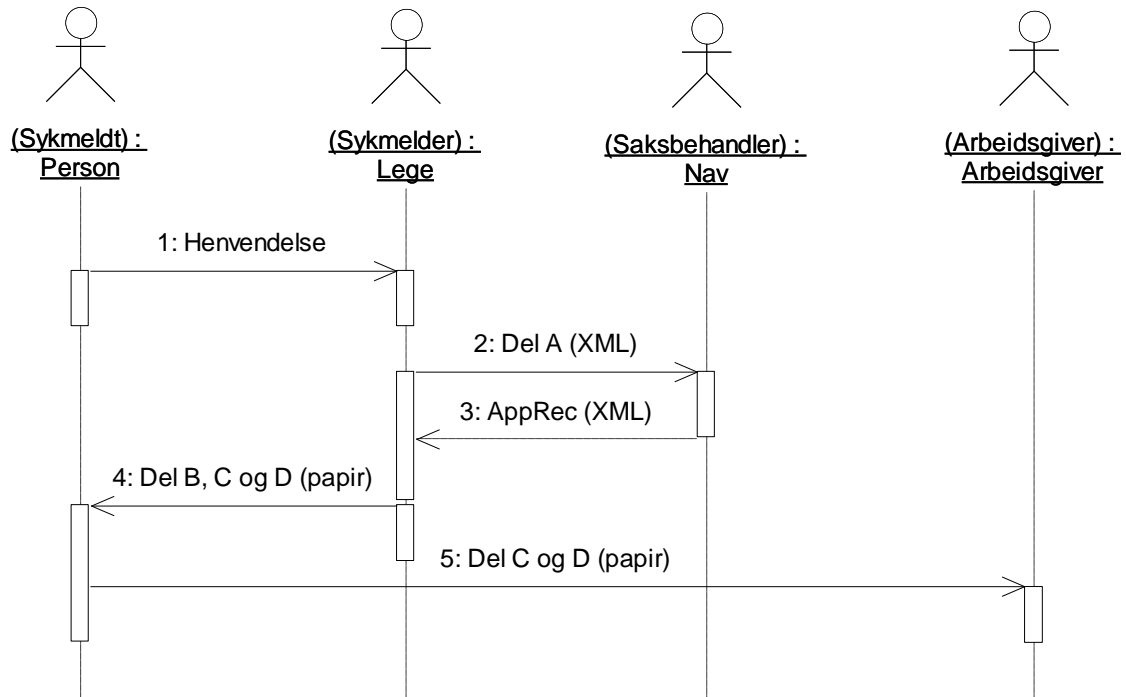 (Sykmeldt) :
Person
(Sykmelder) :
Lege
(Saksbehandler) :
Nav
(Arbeidsgiver) :
Arbeidsgiver
1: Henvendelse
2: Del A (XML)
3: AppRec (XML)
4: Del B, C og D (papir)
5: Del C og D (papir)